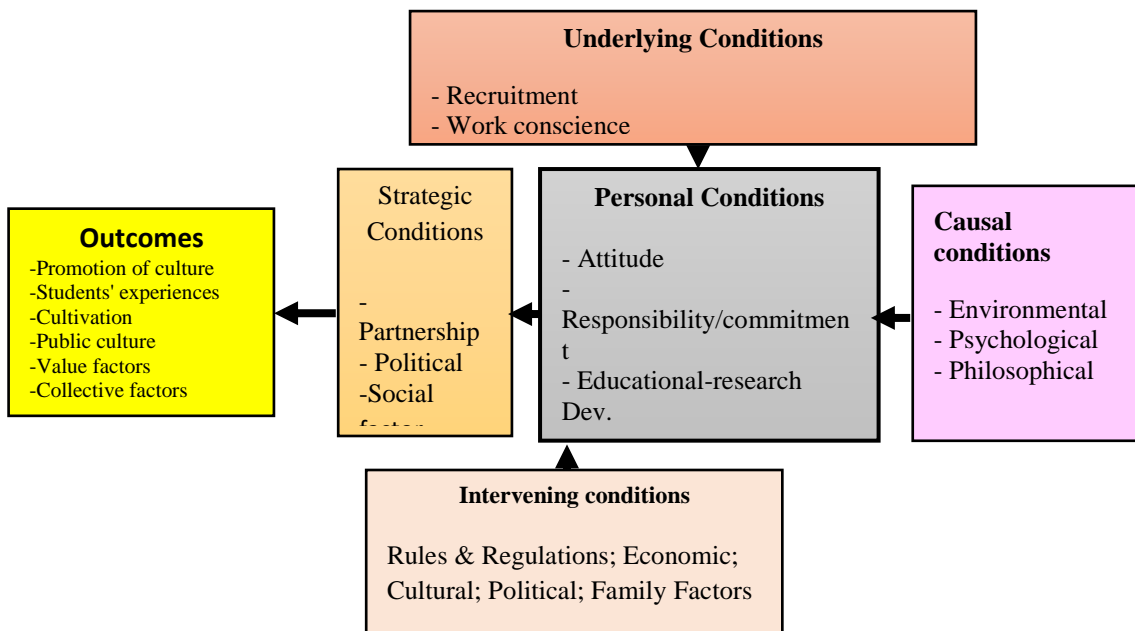 Underlying Conditions
- Recruitment
- Work conscience
Outcomes
-Promotion of culture
-Students' experiences
-Cultivation
-Public culture
-Value factors
-Collective factors
Strategic
Conditions
-
Partnership
- Political
-Social
factor
Personal Conditions
- Attitude
-
Responsibility/commitmen
t
- Educational-research
Dev.
Causal
conditions
- Environmental
- Psychological
- Philosophical
Intervening conditions
Rules & Regulations; Economic;
Cultural; Political; Family Factors